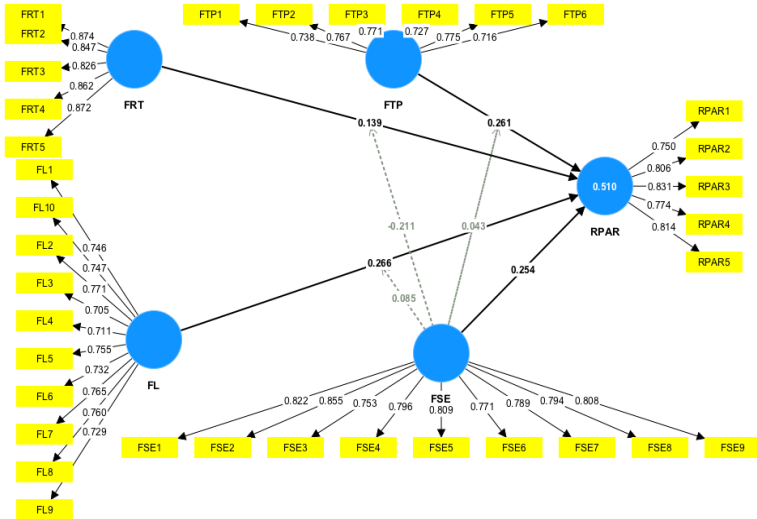 FRT1
FRT2
FRT3
FRT4
FRT5
0.874
0.847
0.826
0.862
0.872
FRT
FTP1
FTP2
FTP3
FTP4
FTP5
FTP6
0.738
0.767
0.771
0.727
0.775
0.716
FTP
0.139
0.261
RPAR1
RPAR2
RPAR3
RPAR4
RPAR5
0.750
0.806
0.831
0.774
0.814
0.510
RPAR
FL1
FL10
FL2
FL3
FL4
FL5
FL6
FL7
FL8
FL9
0.746
0.747
0.771
0.705
0.711
0.755
0.732
0.765
0.760
0.729
FL
-0.211
0.043
0.266
0.254
0.085
FSE
0.822
0.855
0.753
0.796
0.809
0.771
0.789
0.794
0.808
FSE1
FSE2
FSE3
FSE4
FSE5
FSE6
FSE7
FSE8
FSE9